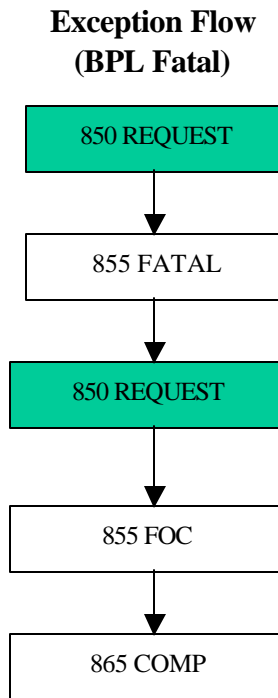 Exception Flow
(BPL Fatal)
850 REQUEST
855 FATAL
850 REQUEST
855 FOC
865 COMP